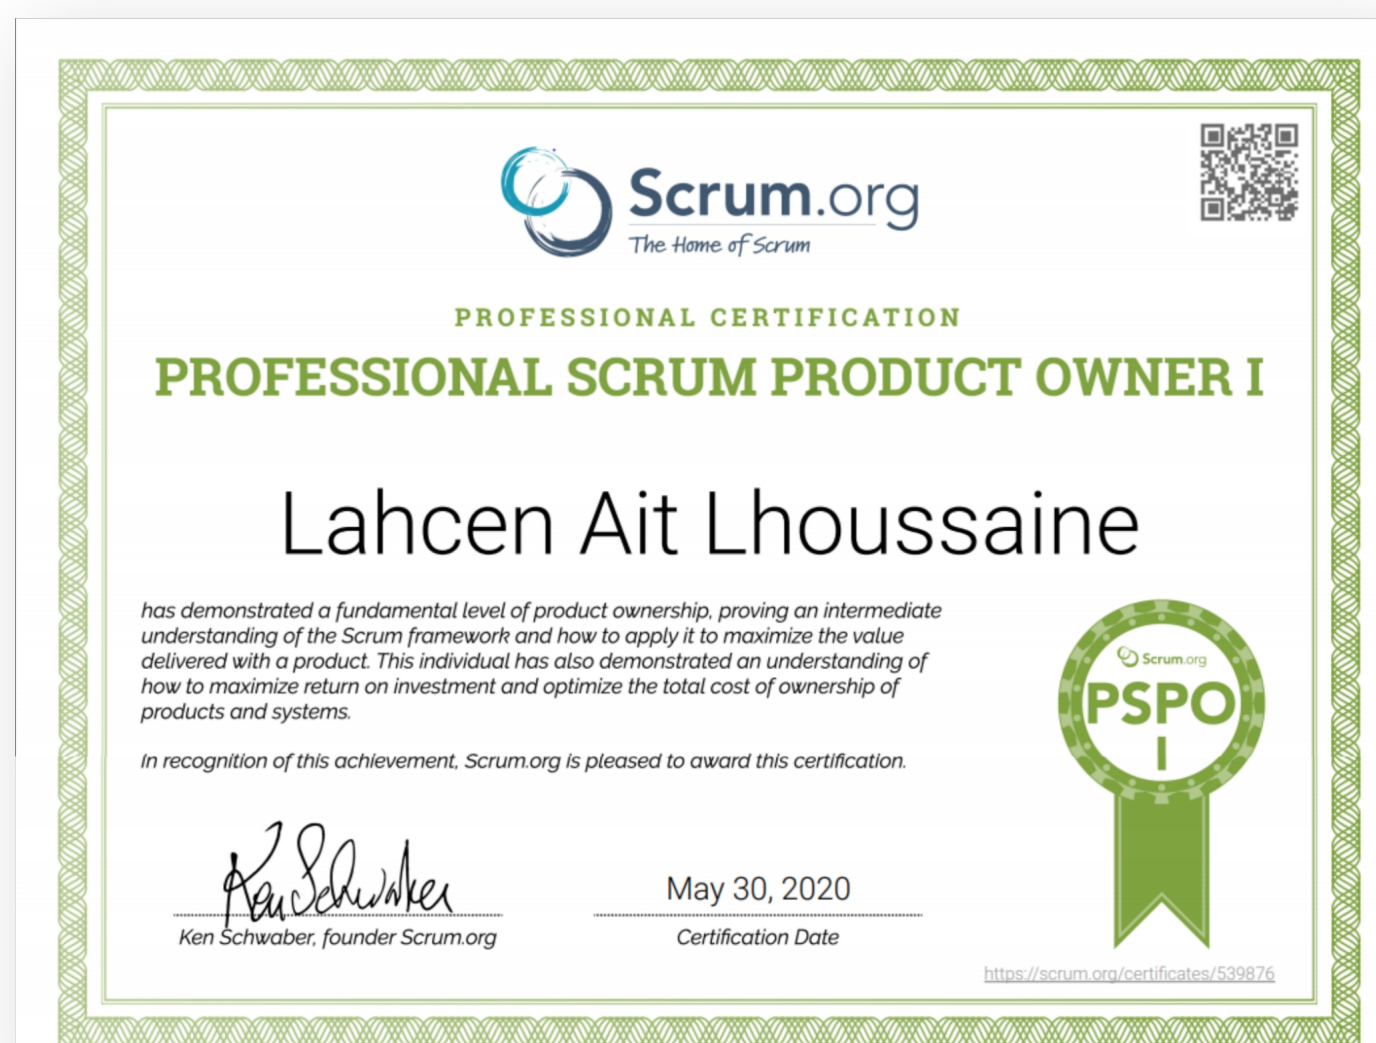 Scrum.org
The Home of Scrum
PROFESSIONAL CERTIFICATION
PROFESSIONAL SCRUM PRODUCT OWNER I
Lahcen Ait Lhoussaine
has demonstrated a fundamental level of product ownership, proving an intermediate
understanding of the Scrum framework and how to apply it to maximize the value
delivered with a product. This individual has also demonstrated an understanding of
how to maximize return on investment and optimize the total cost of ownership of
products and systems.
In recognition of this achievement, Scrum.org is pleased to award this certification.
Scrum.org
PSPO
I
Ken Schwaber
May 30, 2020
Ken Schwaber, founder Scrum.org
Certification Date
https://scrum.org/certificates/539876